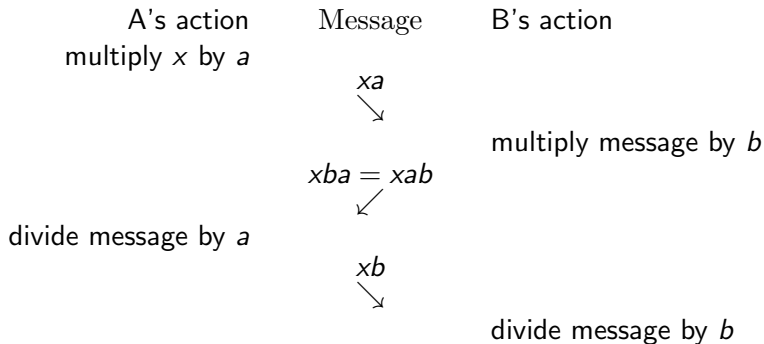 A's action Message B's action
multiply x by a
xa
↘
multiply message by b
xba = xab
↙
divide message by a
xb
↘
divide message by b